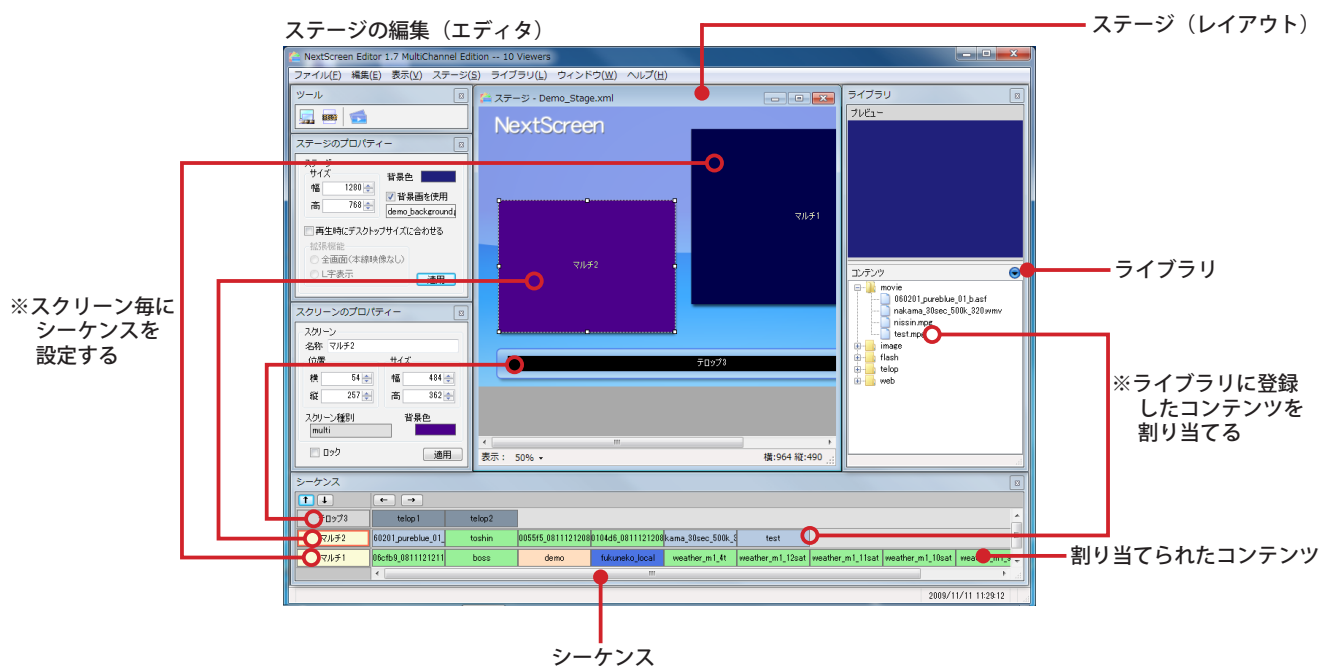 ステージの編集（エディタ）
ステージ（レイアウト）
NextScreen Editor 1.7 MultiChannel Edition -- 10 Viewers
ファイル(F) 編集(E) 表示(V) ステージ(S) ライブラリ(L) ウィンドウ(W) ヘルプ(H)
ツール
ステージのプロパティー
ステージ
サイズ
幅 1280
高 768
背景色
背景画を使用
demo_background.j
再生時にデスクトップサイズに合わせる
拡張機能
全画面(本線映像なし)
L字表示
適用
スクリーンのプロパティー
スクリーン
名称 マルチ2
位置
サイズ
横 54
幅 484
縦 257
高 362
スクリーン種別
背景色
multi
ロック
適用
ステージ - Demo_Stage.xml
NextScreen
マルチ1
マルチ2
テロップ3
表示： 50%
横:964 縦:490
ライブラリ
プレビュー
コンテンツ
movie
060201_pureblue_01_b.asf
nakama_30sec_500k_320.wmv
nissin.mpg
test.mpg
image
flash
telop
web
シーケンス
↑ ↓ ← →
テロップ3 telop1 telop2
マルチ2 60201_pureblue_01_ toshin 0055f5_0811121208 0104d6_0811121208 kama_30sec_500k_3 test
マルチ1 06cfb9_0811121211 boss demo fukuneko_local weather_m1_4t weather_m1_12sat weather_m1_11sat weather_m1_10sat
2009/11/11 11:29:12
※スクリーン毎に
シーケンスを
設定する
ライブラリ
※ライブラリに登録
したコンテンツを
割り当てる
割り当てられたコンテンツ
シーケンス